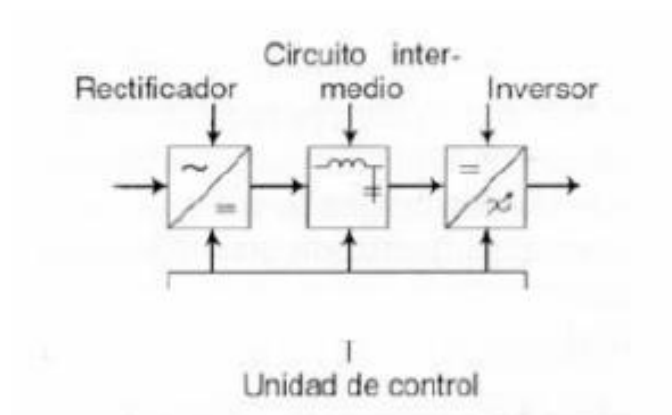 Circuito inter-
Rectificador
medio
Inversor
Unidad de control